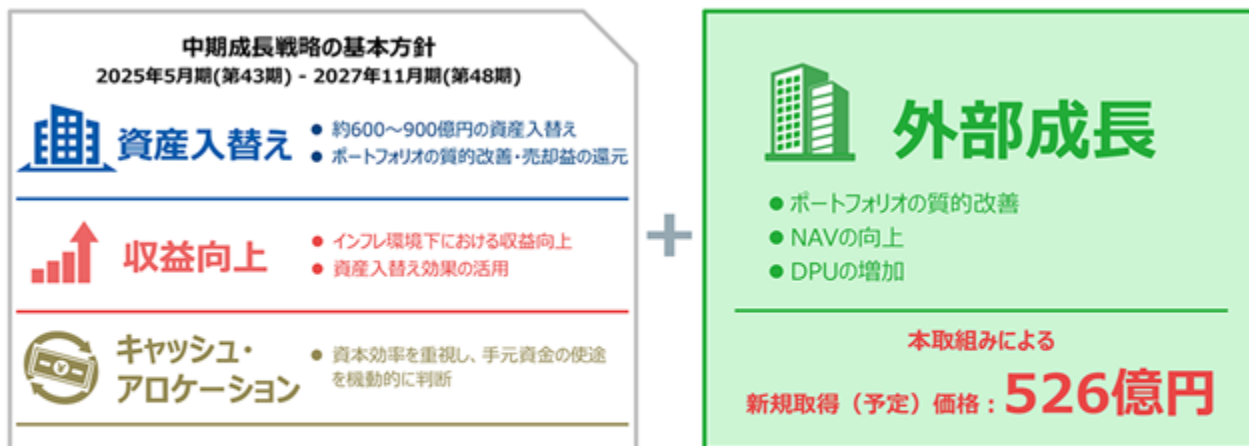 中期成長戦略の基本方針
2025年5月期(第43期) - 2027年11月期(第48期)
資産入替え
● 約600～900億円の資産入替え
● ポートフォリオの質的改善・売却益の還元
収益向上
● インフレ環境下における収益向上
● 資産入替え効果の活用
キャッシュ・
アロケーション
● 資本効率を重視し、手元資金の使途
を機動的に判断
+
外部成長
● ポートフォリオの質的改善
● NAVの向上
● DPUの増加
本取組みによる
新規取得（予定）価格：526億円